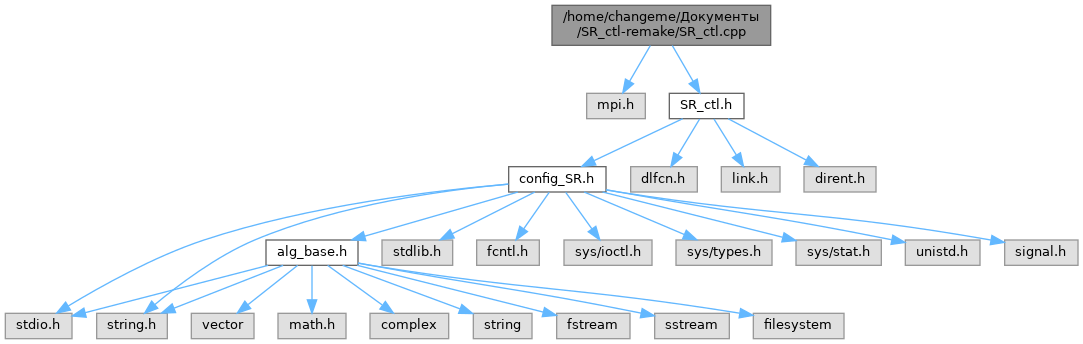 /home/changeme/Документы
/SR_ctl-remake/SR_ctl.cpp
mpi.h
SR_ctl.h
config_SR.h
dlfcn.h
link.h
dirent.h
alg_base.h
stdlib.h
fcntl.h
sys/ioctl.h
sys/types.h
sys/stat.h
unistd.h
signal.h
stdio.h
string.h
vector
math.h
complex
string
fstream
sstream
filesystem